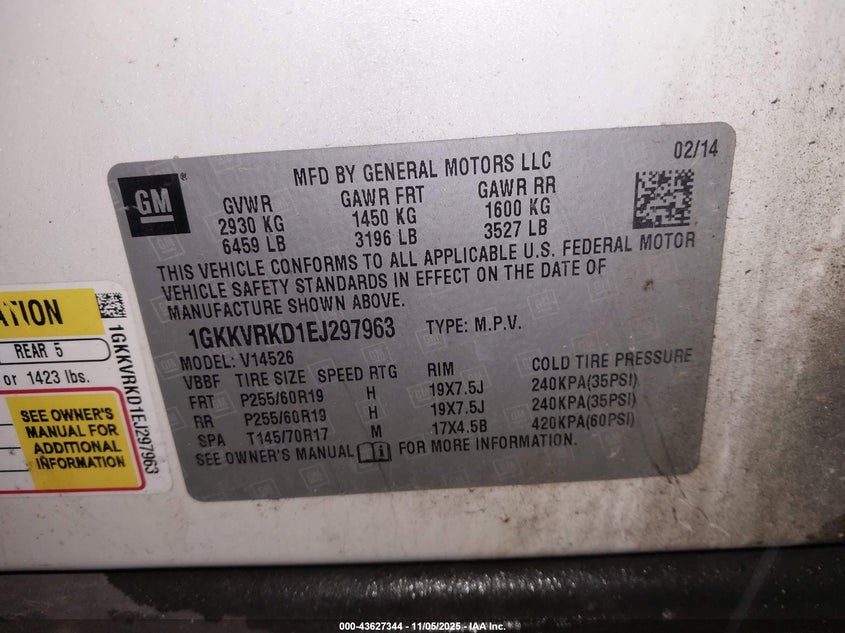 02/14
MFD BY GENERAL MOTORS LLC
GM®
GVWR GAWR FRT GAWR RR
2930 KG 1450 KG 1600 KG
6459 LB 3196 LB 3527 LB
THIS VEHICLE CONFORMS TO ALL APPLICABLE U.S. FEDERAL MOTOR
VEHICLE SAFETY STANDARDS IN EFFECT ON THE DATE OF
MANUFACTURE SHOWN ABOVE.
1GKKVRKD1EJ297963 TYPE: M.P.V.
MODEL: V14526
VBBF TIRE SIZE SPEED RTG RIM COLD TIRE PRESSURE
FRT P255/60R19 H 19X7.5J 240KPA(35PSI)
RR P255/60R19 H 19X7.5J 240KPA(35PSI)
SPA T145/70R17 M 17X4.5B 420KPA(60PSI)
SEE OWNER'S MANUAL FOR MORE INFORMATION.
REAR 5
or 1423 lbs.
SEE OWNER'S
MANUAL FOR
ADDITIONAL
INFORMATION
1GKKVRKD1EJ297963
000-43627344 - 11/05/2025 - IAA Inc.